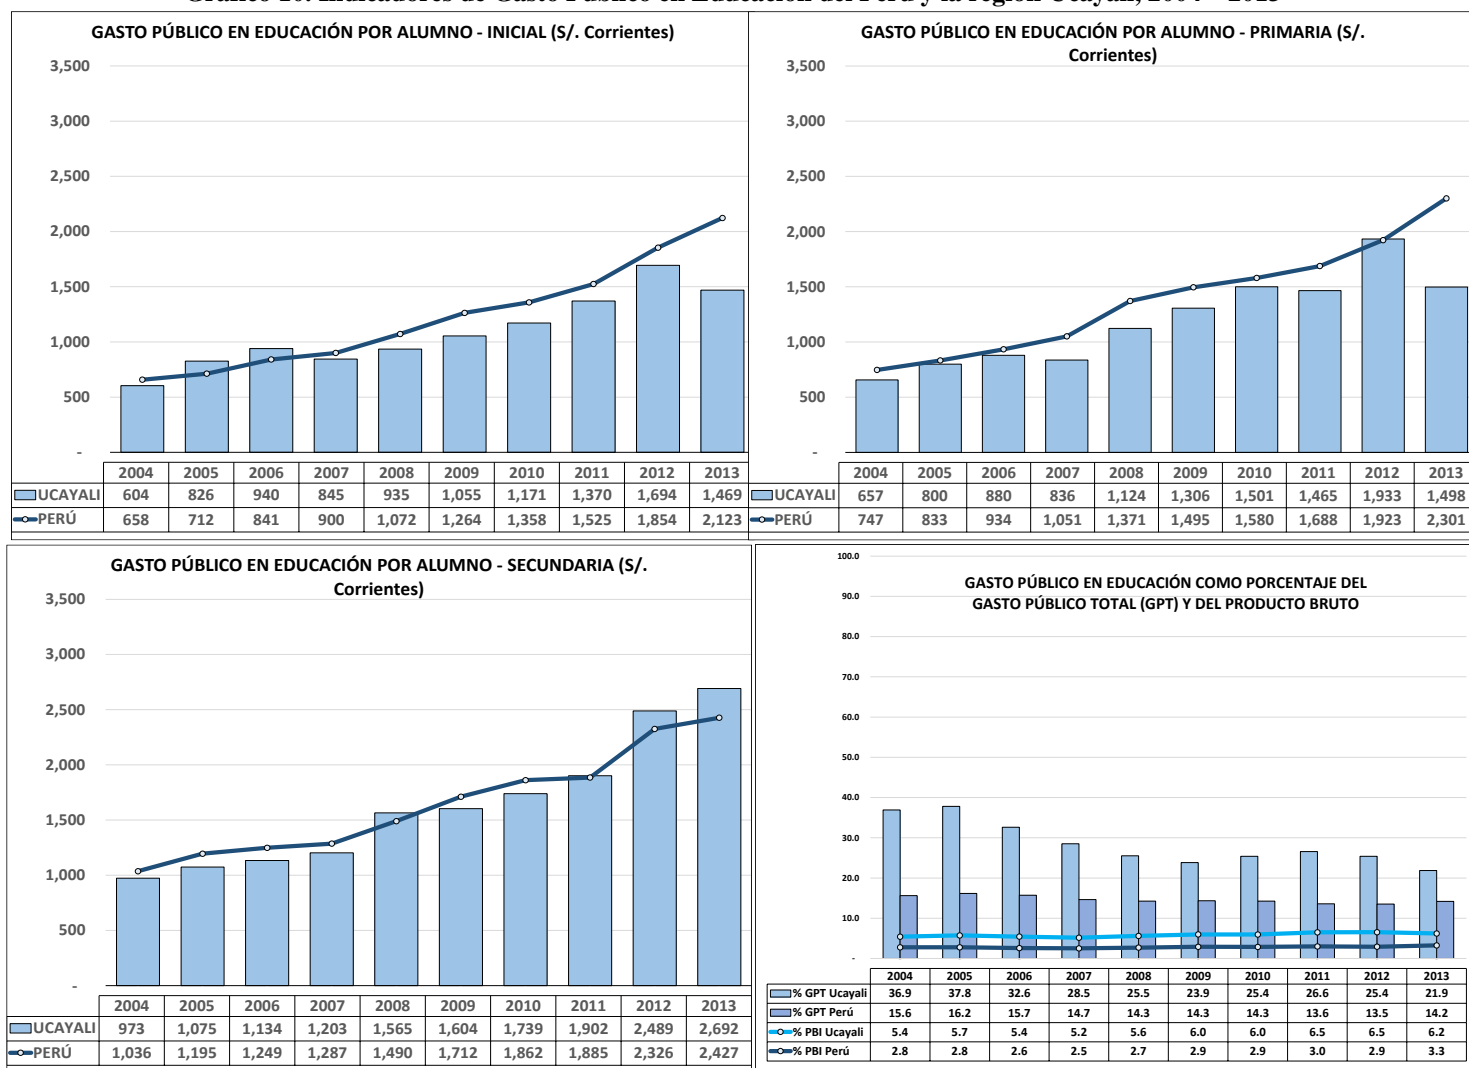 Gráfico 10: Indicadores de Gasto Público en Educación del Perú y la región Ucayali, 2004 - 2013
GASTO PÚBLICO EN EDUCACIÓN POR ALUMNO - INICIAL (S/. Corrientes)
3,500
3,000
2,500
2,000
1,500
1,000
500
-
2004 2005 2006 2007 2008 2009 2010 2011 2012 2013
UCAYALI 604 826 940 845 935 1,055 1,171 1,370 1,694 1,469
PERÚ 658 712 841 900 1,072 1,264 1,358 1,525 1,854 2,123
GASTO PÚBLICO EN EDUCACIÓN POR ALUMNO - PRIMARIA (S/.
Corrientes)
3,500
3,000
2,500
2,000
1,500
1,000
500
-
2004 2005 2006 2007 2008 2009 2010 2011 2012 2013
UCAYALI 657 800 880 836 1,124 1,306 1,501 1,465 1,933 1,498
PERÚ 747 833 934 1,051 1,371 1,495 1,580 1,688 1,923 2,301
GASTO PÚBLICO EN EDUCACIÓN POR ALUMNO - SECUNDARIA (S/.
Corrientes)
3,500
3,000
2,500
2,000
1,500
1,000
500
-
2004 2005 2006 2007 2008 2009 2010 2011 2012 2013
UCAYALI 973 1,075 1,134 1,203 1,565 1,604 1,739 1,902 2,489 2,692
PERÚ 1,036 1,195 1,249 1,287 1,490 1,712 1,862 1,885 2,326 2,427
GASTO PÚBLICO EN EDUCACIÓN COMO PORCENTAJE DEL
GASTO PÚBLICO TOTAL (GPT) Y DEL PRODUCTO BRUTO
100.0
90.0
80.0
70.0
60.0
50.0
40.0
30.0
20.0
10.0
-
2004 2005 2006 2007 2008 2009 2010 2011 2012 2013
% GPT Ucayali 36.9 37.8 32.6 28.5 25.5 23.9 25.4 26.6 25.4 21.9
% GPT Perú 15.6 16.2 15.7 14.7 14.3 14.3 14.3 13.6 13.5 14.2
% PBI Ucayali 5.4 5.7 5.4 5.2 5.6 6.0 6.0 6.5 6.5 6.2
% PBI Perú 2.8 2.8 2.6 2.5 2.7 2.9 2.9 3.0 2.9 3.3